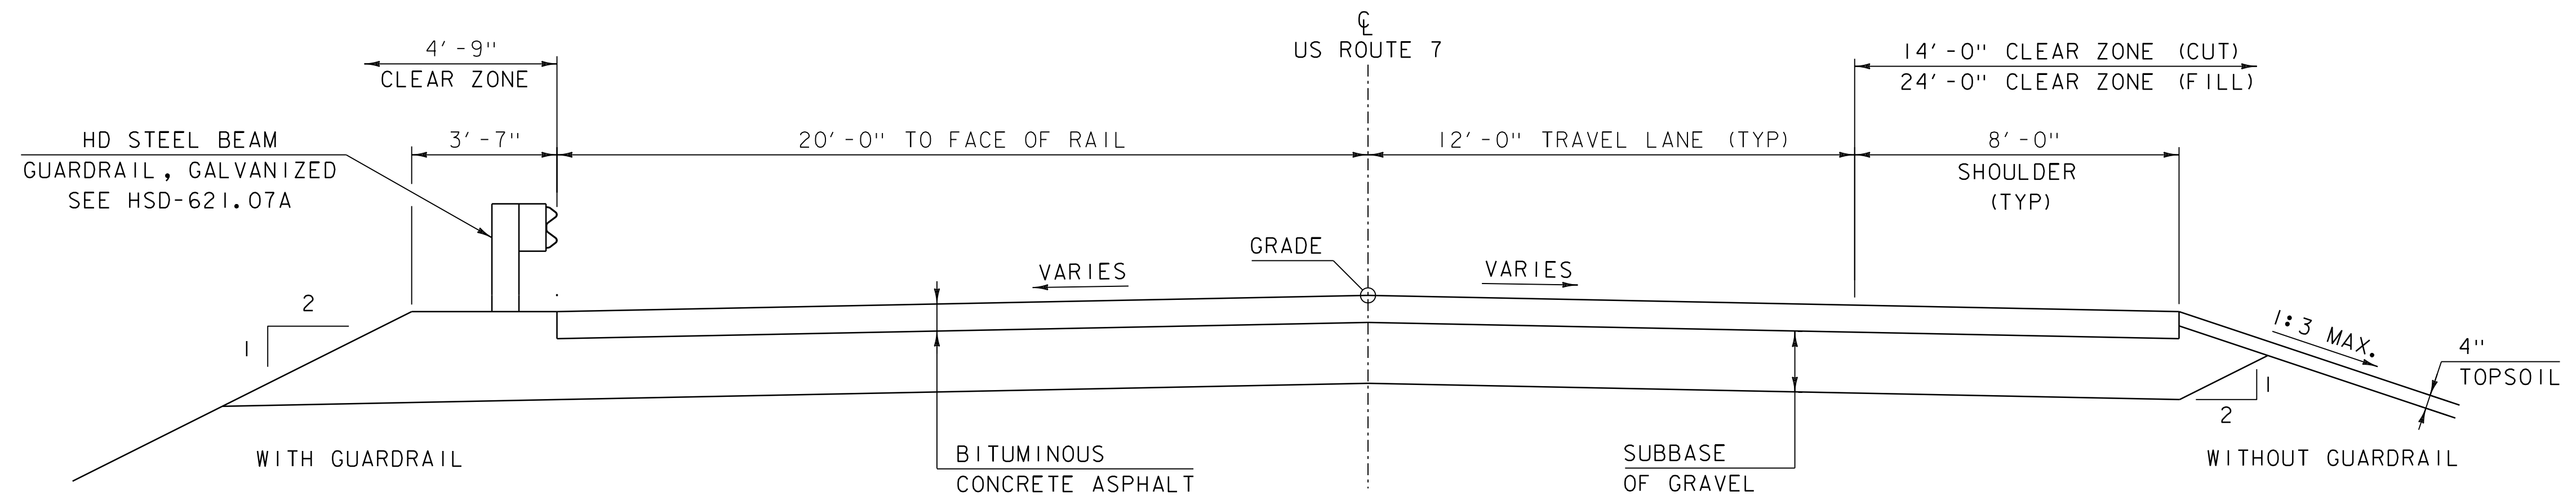 ℄
US ROUTE 7
4'-9"
CLEAR ZONE
14'-0" CLEAR ZONE (CUT)
24'-0" CLEAR ZONE (FILL)
HD STEEL BEAM
GUARDRAIL, GALVANIZED
SEE HSD-621.07A
3'-7"
20'-0" TO FACE OF RAIL
12'-0" TRAVEL LANE (TYP)
8'-0"
SHOULDER
(TYP)
GRADE
VARIES
VARIES
2
1
1:3 MAX.
4"
TOPSOIL
1
2
WITH GUARDRAIL
BITUMINOUS
CONCRETE ASPHALT
SUBBASE
OF GRAVEL
WITHOUT GUARDRAIL